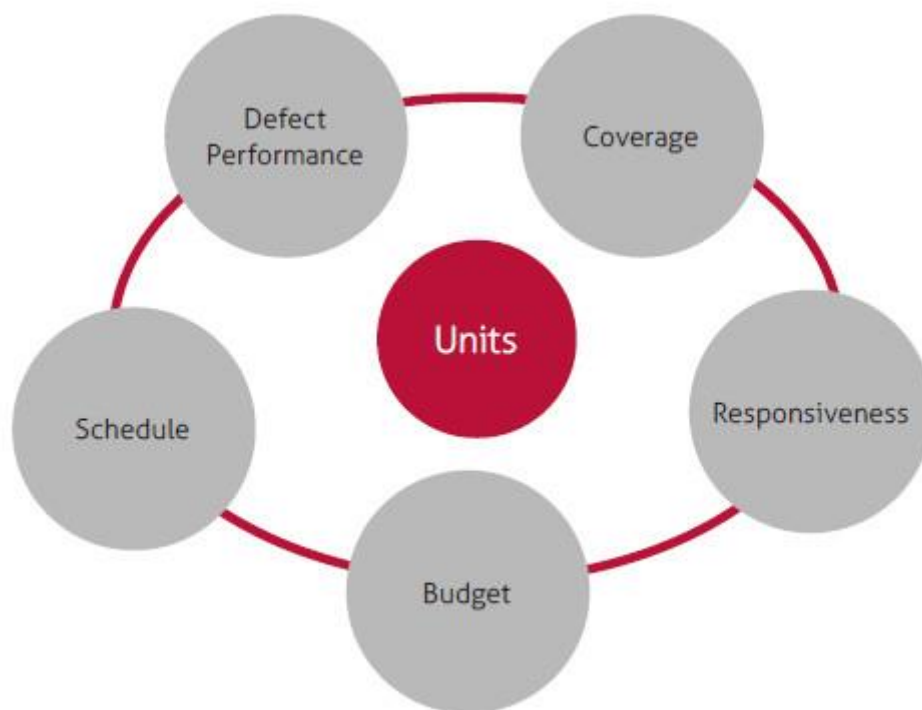 Defect
Performance
Coverage
Units
Schedule
Responsiveness
Budget